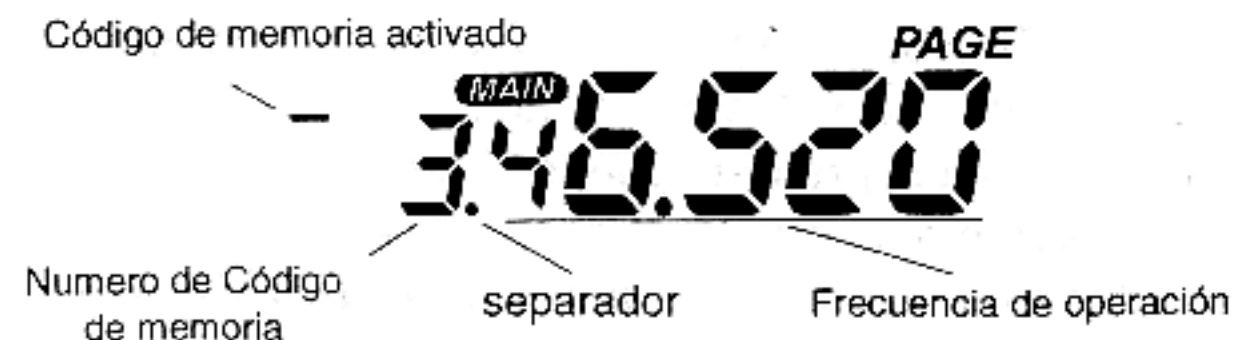 Código de memoria activado
PAGE
MAIN
- 3.46.520
Numero de Código
de memoria
separador
Frecuencia de operación